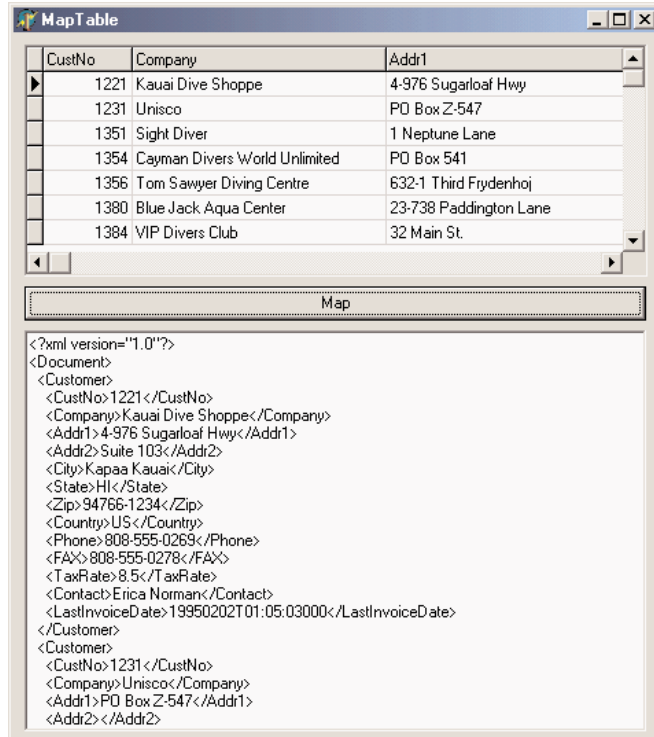 MapTable
CustNo Company Addr1
1221 Kauai Dive Shoppe 4-976 Sugarloaf Hwy
1231 Unisco PO Box Z-547
1351 Sight Diver 1 Neptune Lane
1354 Cayman Divers World Unlimited PO Box 541
1356 Tom Sawyer Diving Centre 632-1 Third Frydenhoj
1380 Blue Jack Aqua Center 23-738 Paddington Lane
1384 VIP Divers Club 32 Main St.
Map
<?xml version="1.0"?>
<Document>
<Customer>
<CustNo>1221</CustNo>
<Company>Kauai Dive Shoppe</Company>
<Addr1>4-976 Sugarloaf Hwy</Addr1>
<Addr2>Suite 103</Addr2>
<City>Kapaa Kauai</City>
<State>HI</State>
<Zip>94766-1234</Zip>
<Country>US</Country>
<Phone>808-555-0269</Phone>
<FAX>808-555-0278</FAX>
<TaxRate>8.5</TaxRate>
<Contact>Erica Norman</Contact>
<LastInvoiceDate>19950202T01:05:03000</LastInvoiceDate>
</Customer>
<Customer>
<CustNo>1231</CustNo>
<Company>Unisco</Company>
<Addr1>PO Box Z-547</Addr1>
<Addr2></Addr2>